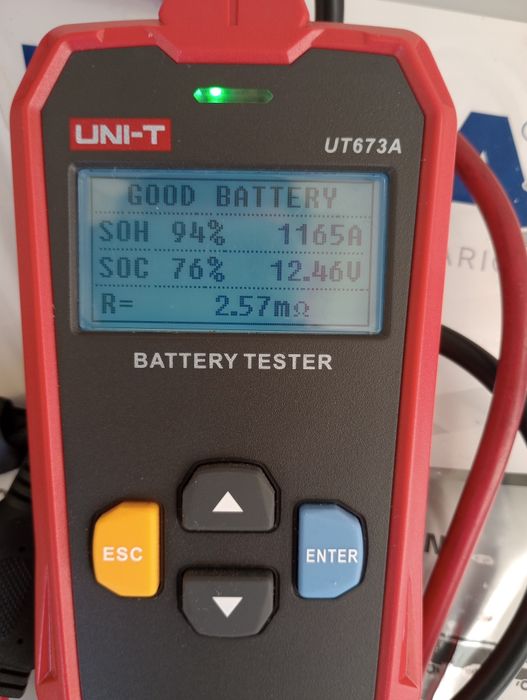 UNI-T
UT673A
GOOD BATTERY
SOH 94% 1165A
SOC 76% 12.46V
R= 2.57mΩ
BATTERY TESTER
▲
ESC
ENTER
▼